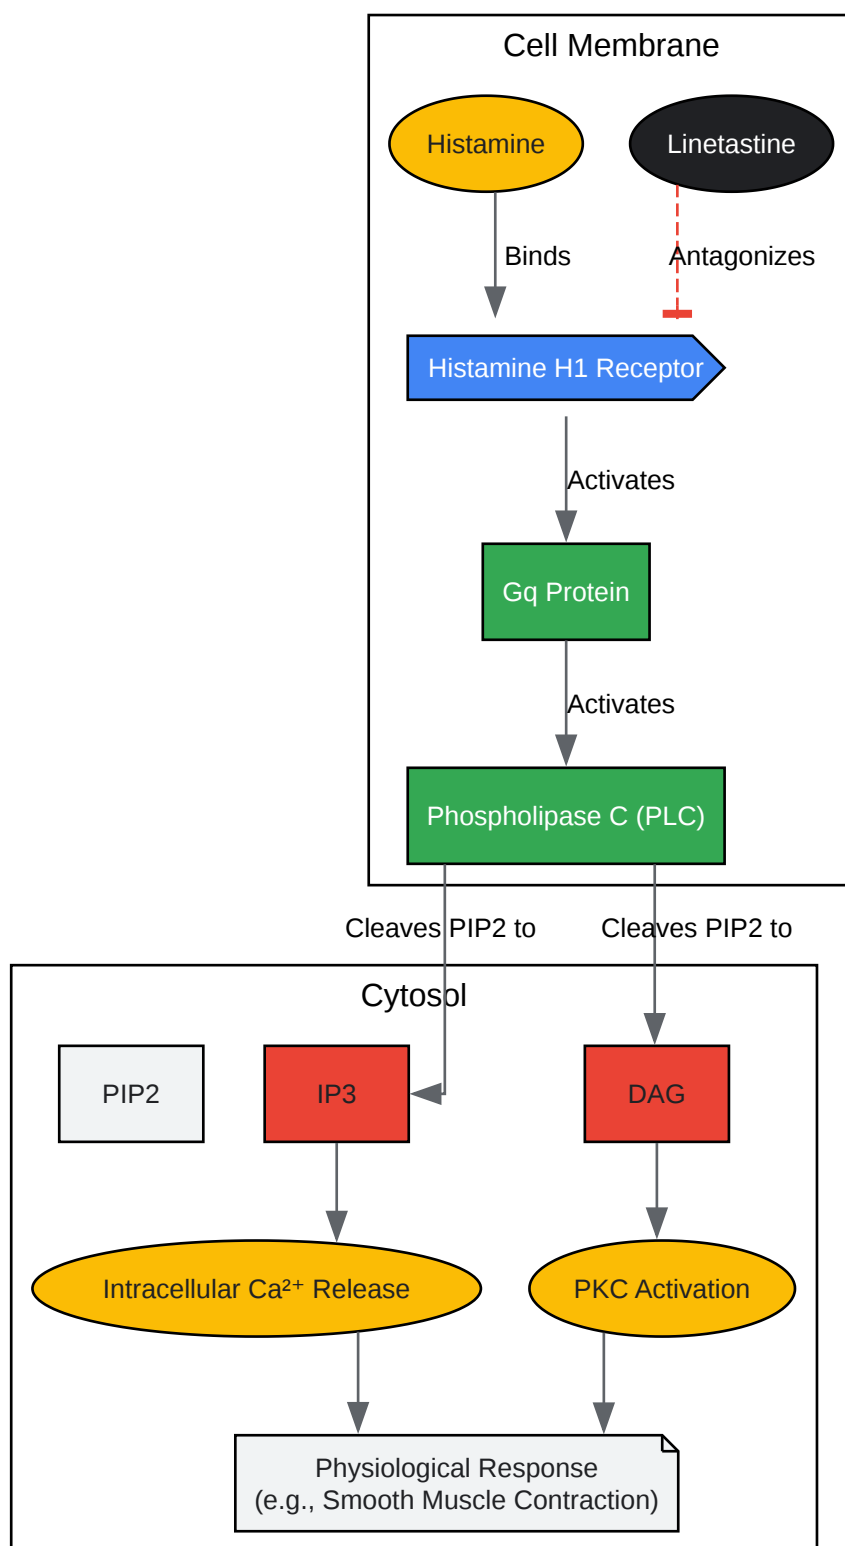 Cell Membrane
Histamine
Linetastine
Binds
Antagonizes
Histamine H1 Receptor
Activates
Gq Protein
Activates
Phospholipase C (PLC)
Cleaves PIP2 to
Cleaves PIP2 to
Cytosol
PIP2
IP3
DAG
Intracellular Ca²⁺ Release
PKC Activation
Physiological Response
(e.g., Smooth Muscle Contraction)